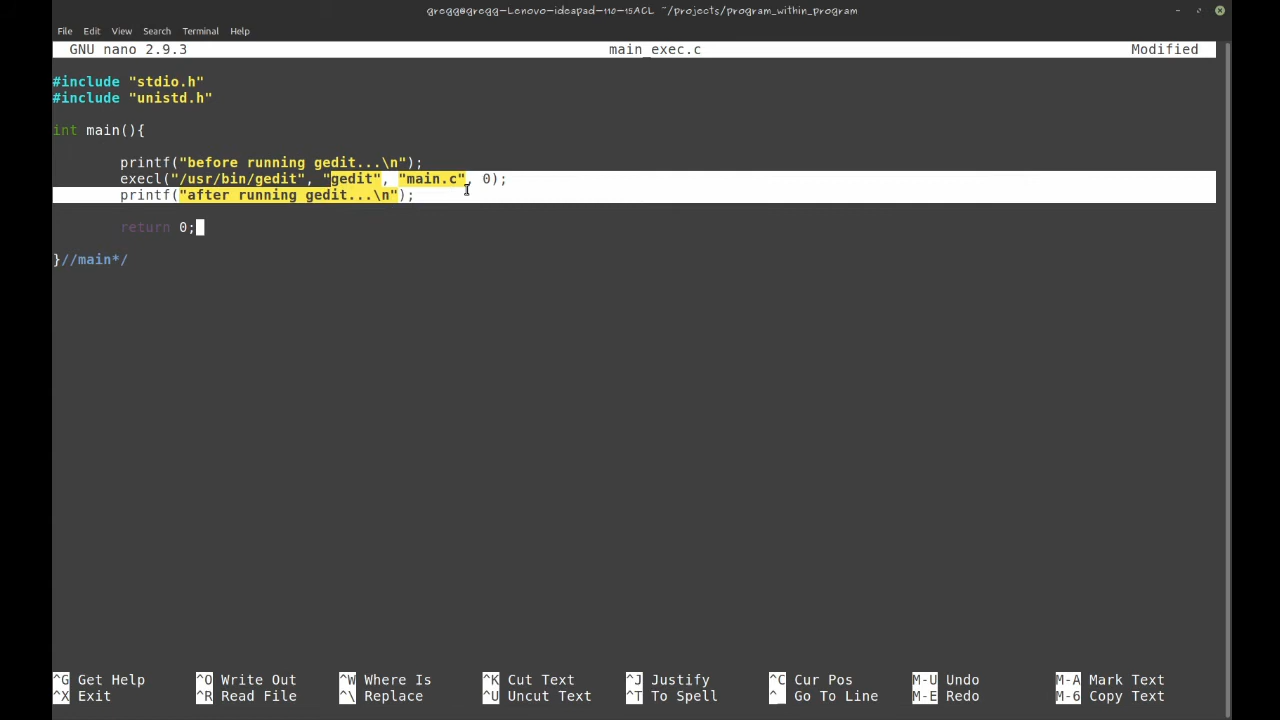 gregg@gregg-Lenovo-ideapad-110-15ACL ~/projects/program_within_program
File Edit View Search Terminal Help
GNU nano 2.9.3 main_exec.c Modified
#include "stdio.h"
#include "unistd.h"
int main(){
printf("before running gedit...\n");
execl("/usr/bin/gedit", "gedit", "main.c", 0);
printf("after running gedit...\n");
return 0;
}//main*/
^G Get Help ^O Write Out ^W Where Is ^K Cut Text ^J Justify ^C Cur Pos M-U Undo M-A Mark Text
^X Exit ^R Read File ^\ Replace ^U Uncut Text ^T To Spell ^_ Go To Line M-E Redo M-6 Copy Text